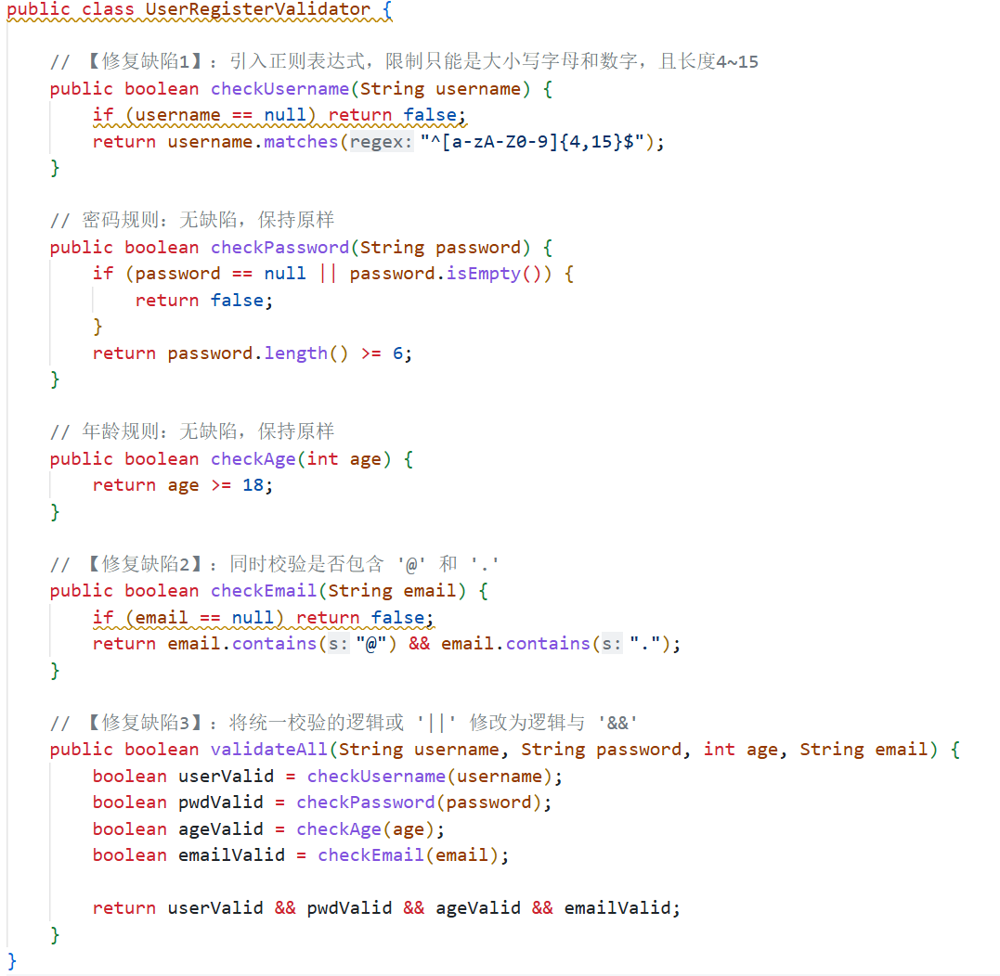 public class UserRegisterValidator {
// 【修复缺陷1】：引入正则表达式，限制只能是大小写字母和数字，且长度4~15
public boolean checkUsername(String username) {
if (username == null) return false;
return username.matches(regex: "^[a-zA-Z0-9]{4,15}$");
}
// 密码规则：无缺陷，保持原样
public boolean checkPassword(String password) {
if (password == null || password.isEmpty()) {
return false;
}
return password.length() >= 6;
}
// 年龄规则：无缺陷，保持原样
public boolean checkAge(int age) {
return age >= 18;
}
// 【修复缺陷2】：同时校验是否包含 '@' 和 '.'
public boolean checkEmail(String email) {
if (email == null) return false;
return email.contains(s: "@") && email.contains(s: ".");
}
// 【修复缺陷3】：将统一校验的逻辑或 '||' 修改为逻辑与 '&&'
public boolean validateAll(String username, String password, int age, String email) {
boolean userValid = checkUsername(username);
boolean pwdValid = checkPassword(password);
boolean ageValid = checkAge(age);
boolean emailValid = checkEmail(email);
return userValid && pwdValid && ageValid && emailValid;
}
}